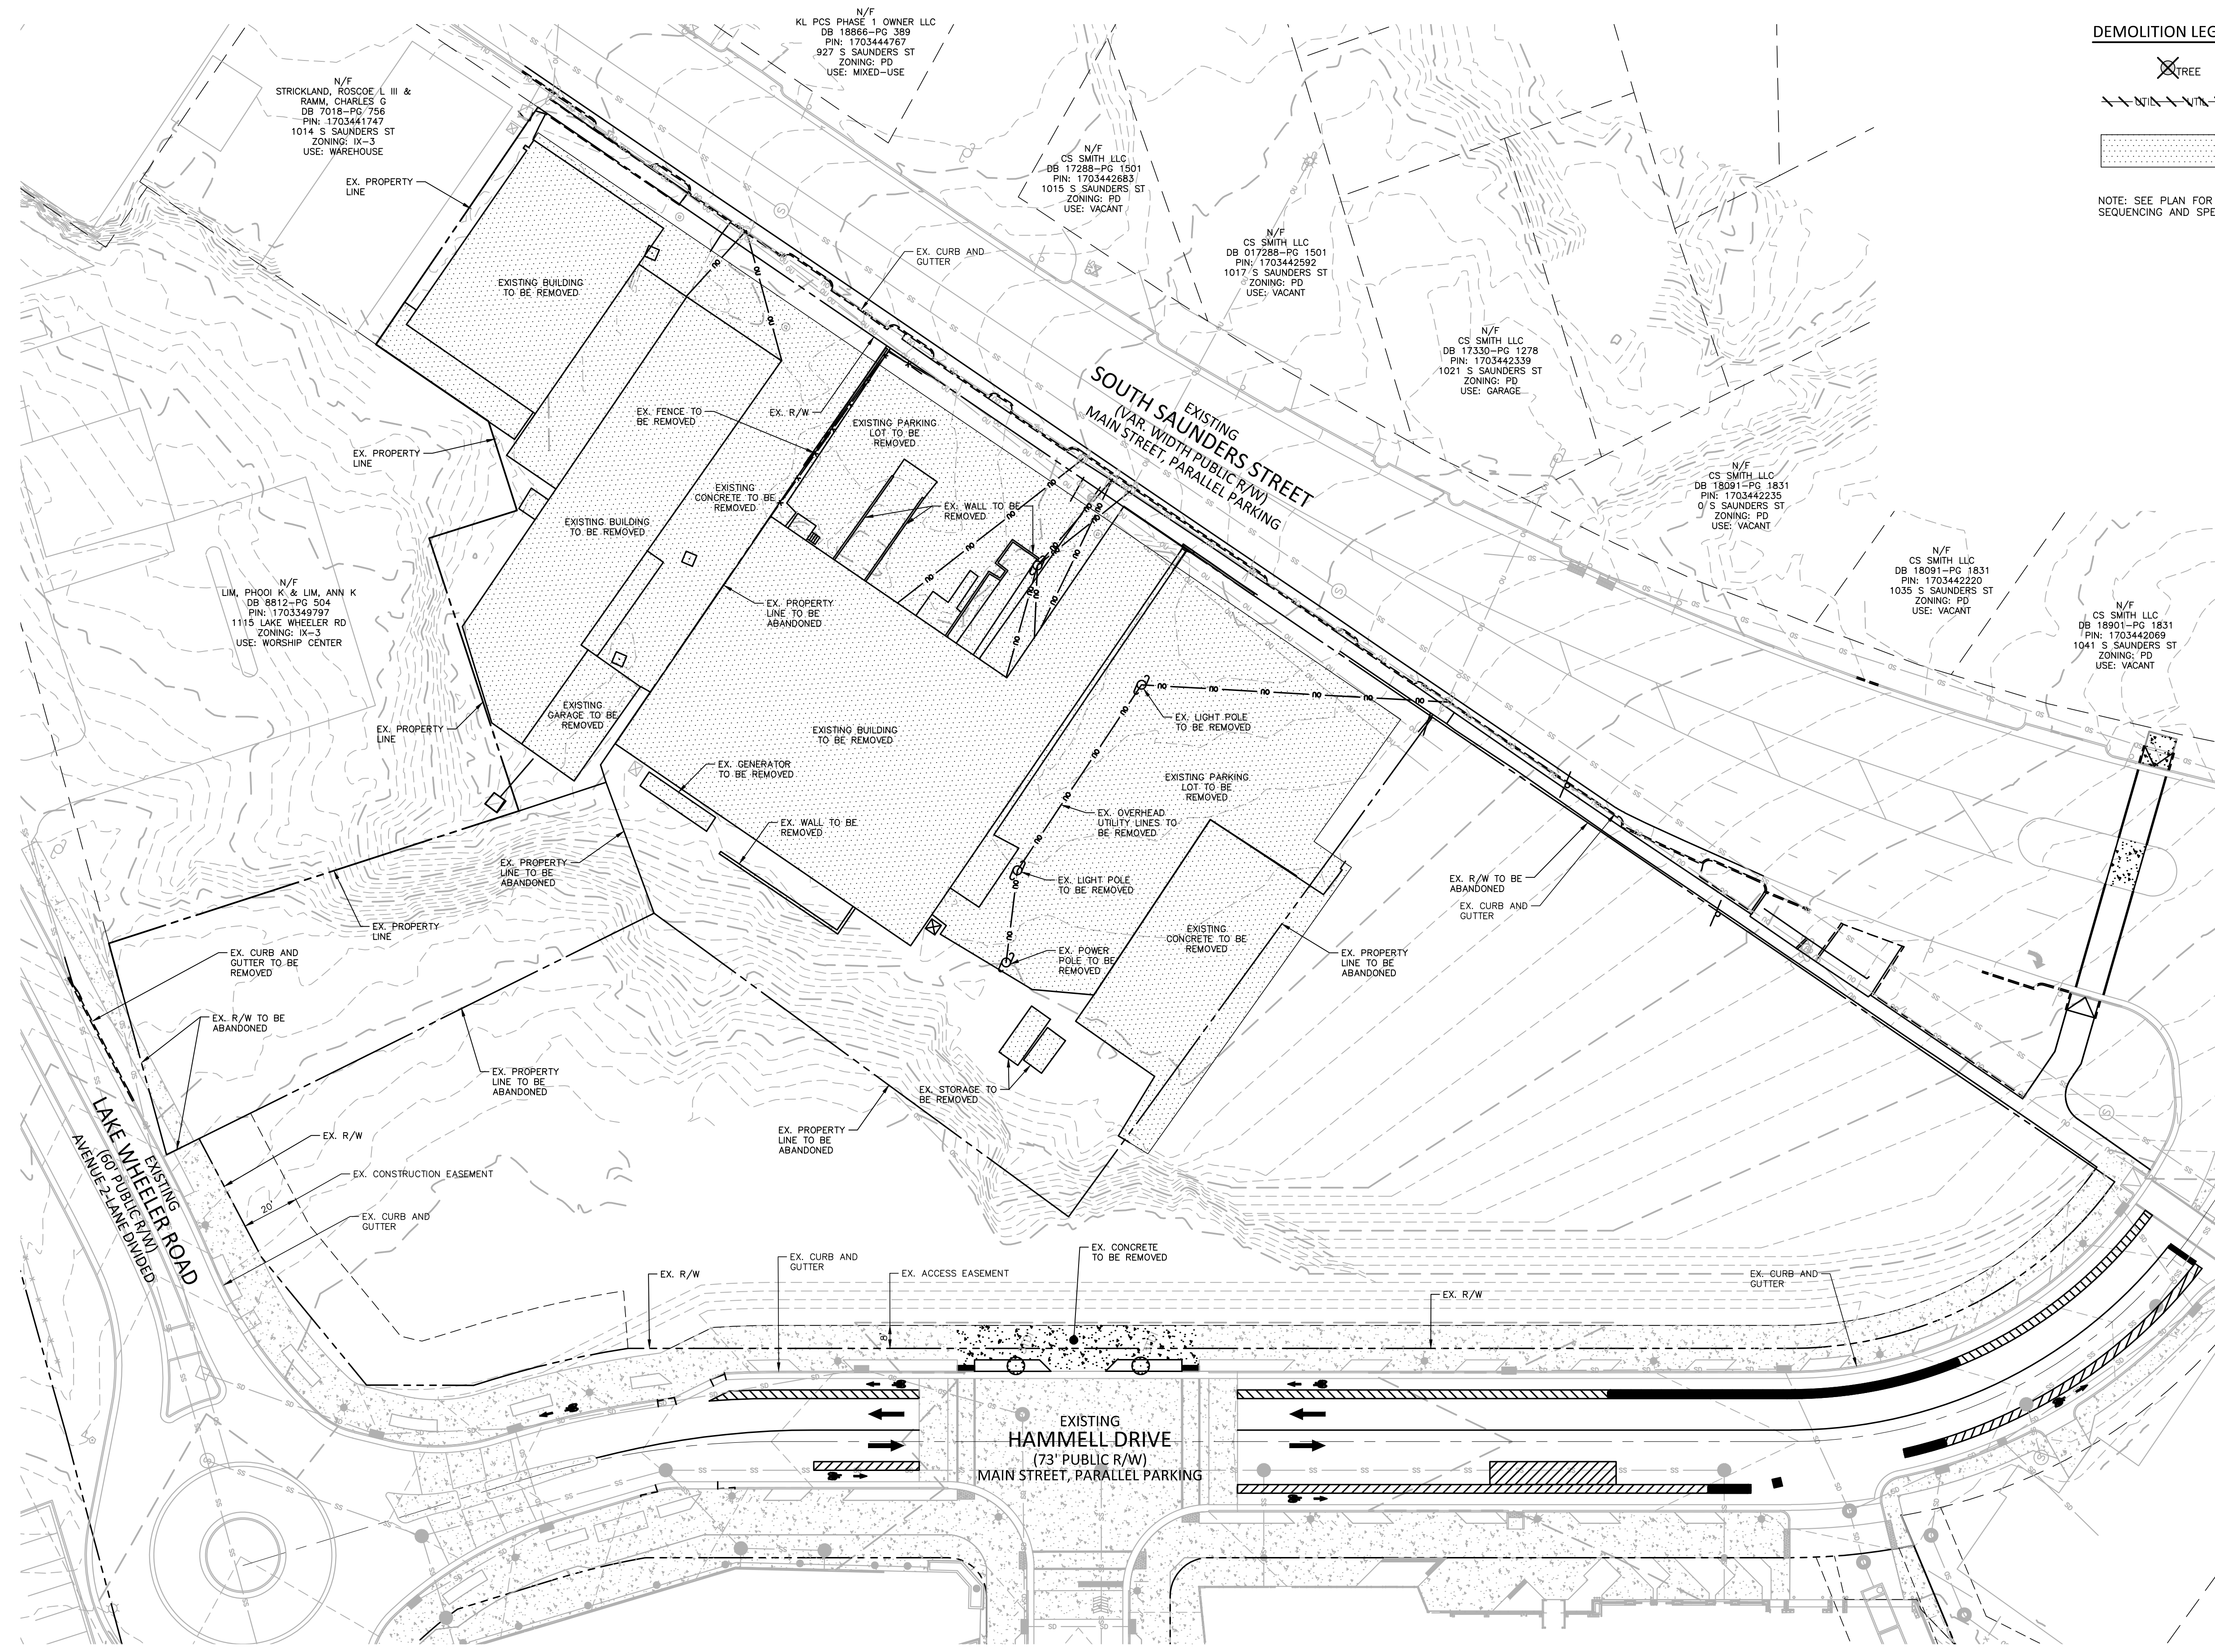 N/F
KL PCS PHASE 1 OWNER LLC
DB 18866-PG 389
PIN: 1703444767
927 S SAUNDERS ST
ZONING: PD
USE: MIXED-USE
DEMOLITION LEG
TREE
UTIL
UTIL
NOTE: SEE PLAN FOR
SEQUENCING AND SPE
N/F
STRICKLAND, ROSCOE L III &
RAMM, CHARLES G
DB 7018-PG 756
PIN: 1703441747
1014 S SAUNDERS ST
ZONING: IX-3
USE: WAREHOUSE
EX. PROPERTY
LINE
N/F
CS SMITH LLC
DB 17288-PG 1501
PIN: 1703442683
1015 S SAUNDERS ST
ZONING: PD
USE: VACANT
N/F
CS SMITH LLC
DB 017288-PG 1501
PIN: 1703442592
1017 S SAUNDERS ST
ZONING: PD
USE: VACANT
EX. CURB AND
GUTTER
EXISTING BUILDING
TO BE REMOVED
N/F
CS SMITH LLC
DB 17330-PG 1278
PIN: 1703442339
1021 S SAUNDERS ST
ZONING: PD
USE: GARAGE
EXISTING
SOUTH SAUNDERS STREET
(VAR. WIDTH PUBLIC R/W)
MAIN STREET, PARALLEL PARKING
EX. FENCE TO
BE REMOVED
EX. R/W
EXISTING PARKING
LOT TO BE
REMOVED
EX. PROPERTY
LINE
EXISTING
CONCRETE TO BE
REMOVED
EX. WALL TO BE
REMOVED
EXISTING BUILDING
TO BE REMOVED
N/F
CS SMITH LLC
DB 18091-PG 1831
PIN: 1703442235
0 S SAUNDERS ST
ZONING: PD
USE: VACANT
N/F
CS SMITH LLC
DB 18091-PG 1831
PIN: 1703442220
1035 S SAUNDERS ST
ZONING: PD
USE: VACANT
N/F
CS SMITH LLC
DB 18901-PG 1831
PIN: 1703442069
1041 S SAUNDERS ST
ZONING: PD
USE: VACANT
N/F
LIM, PHOOI K & LIM, ANN K
DB 8812-PG 504
PIN: 1703349797
1115 LAKE WHEELER RD
ZONING: IX-3
USE: WORSHIP CENTER
EX. PROPERTY
LINE TO BE
ABANDONED
EX. PROPERTY
LINE
EXISTING
GARAGE TO BE
REMOVED
EXISTING BUILDING
TO BE REMOVED
EX. LIGHT POLE
TO BE REMOVED
EX. GENERATOR
TO BE REMOVED
EXISTING PARKING
LOT TO BE
REMOVED
EX. WALL TO BE
REMOVED
EX. OVERHEAD
UTILITY LINES TO
BE REMOVED
EX. PROPERTY
LINE TO BE
ABANDONED
EX. LIGHT POLE
TO BE REMOVED
EX. R/W TO BE
ABANDONED
EX. CURB AND
GUTTER
EX. PROPERTY
LINE
EXISTING
CONCRETE TO BE
REMOVED
EX. CURB AND
GUTTER TO BE
REMOVED
EX. POWER
POLE TO BE
REMOVED
EX. PROPERTY
LINE TO BE
ABANDONED
EX. R/W TO BE
ABANDONED
EX. PROPERTY
LINE TO BE
ABANDONED
EX. STORAGE TO
BE REMOVED
EX. PROPERTY
LINE TO BE
ABANDONED
EX. R/W
EX. CONSTRUCTION EASEMENT
20'
EX. CURB AND
GUTTER
EXISTING
LAKE WHEELER ROAD
(60' PUBLIC R/W)
AVENUE 2-LANE DIVIDED
EX. R/W
EX. CURB AND
GUTTER
EX. ACCESS EASEMENT
8'
EX. CONCRETE
TO BE REMOVED
EX. R/W
EX. CURB AND
GUTTER
EXISTING
HAMMELL DRIVE
(73' PUBLIC R/W)
MAIN STREET, PARALLEL PARKING